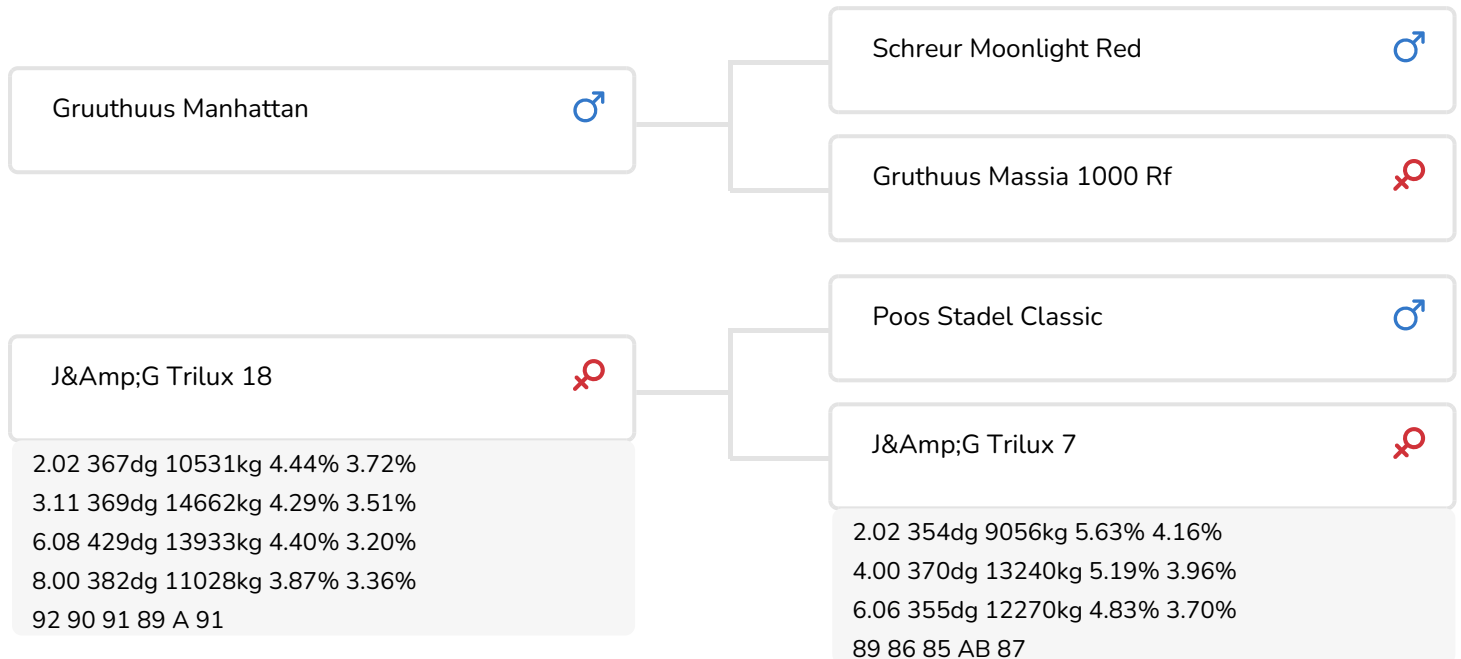 Schreur Moonlight Red
Gruuthuus Manhattan
Gruthuus Massia 1000 Rf
Poos Stadel Classic
J&Amp;G Trilux 18
J&Amp;G Trilux 7
2.02 367dg 10531kg 4.44% 3.72%
3.11 369dg 14662kg 4.29% 3.51%
6.08 429dg 13933kg 4.40% 3.20%
8.00 382dg 11028kg 3.87% 3.36%
92 90 91 89 A 91
2.02 354dg 9056kg 5.63% 4.16%
4.00 370dg 13240kg 5.19% 3.96%
6.06 355dg 12270kg 4.83% 3.70%
89 86 85 AB 87